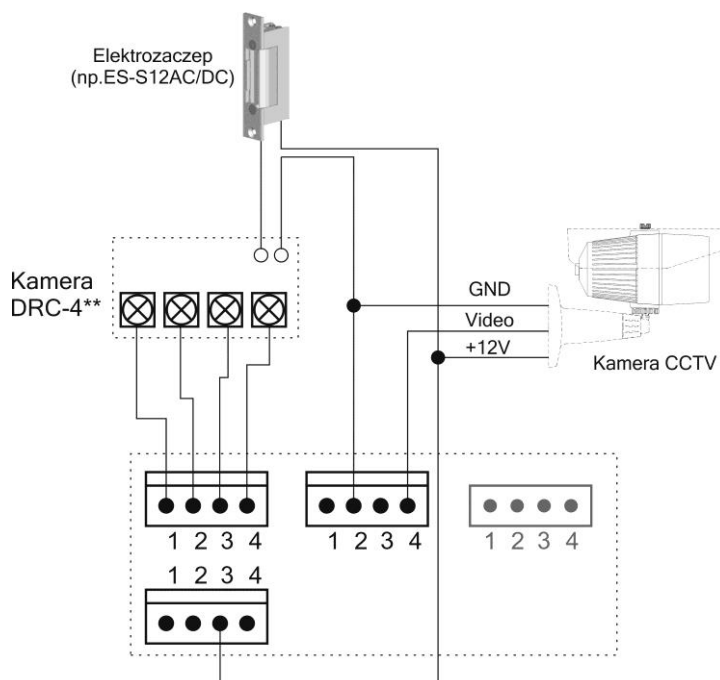 Elektrozaczep
(np.ES-S12AC/DC)
Kamera
DRC-4**
GND
Video
+12V
Kamera CCTV
1 2 3 4
1 2 3 4
1 2 3 4
1 2 3 4